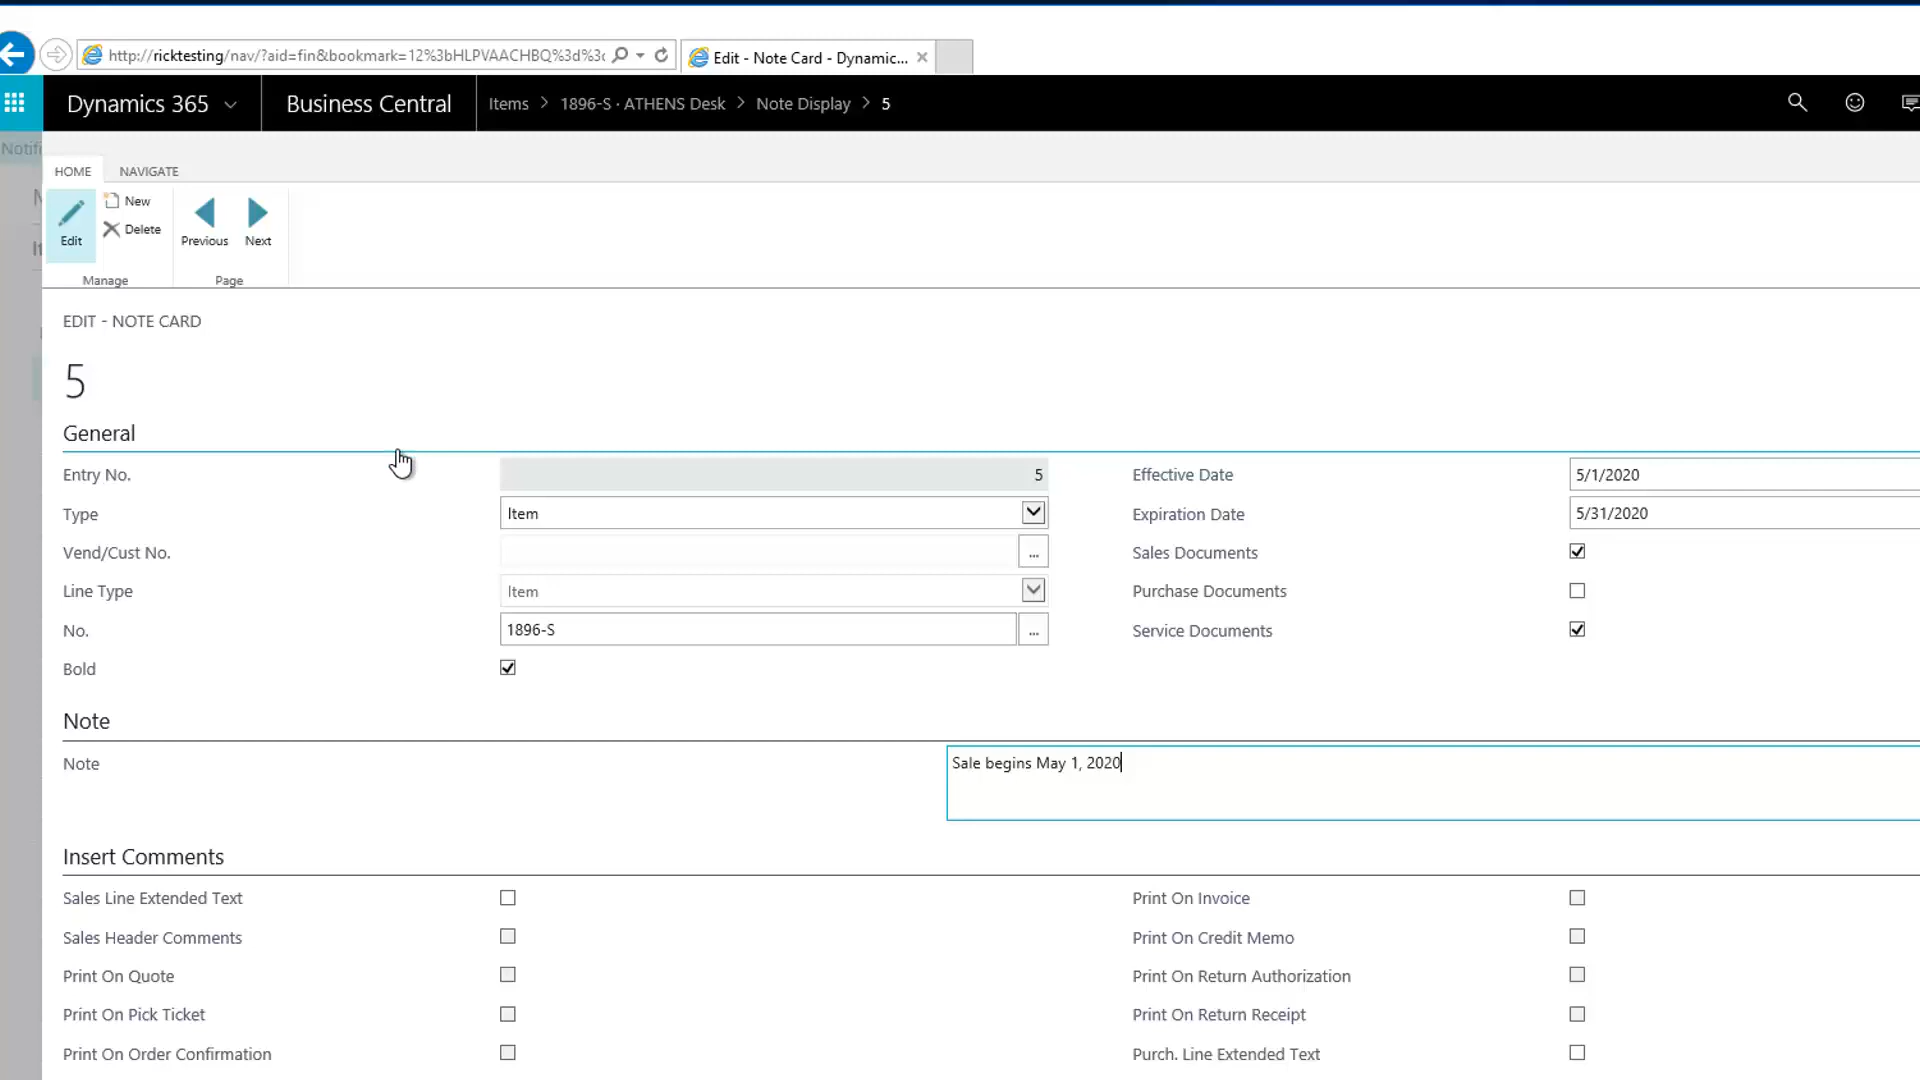 http://ricktesting/nav/?aid=fin&bookmark=12%3bHLPVAACHBQ%3d%3c
Edit - Note Card - Dynamic...
Dynamics 365
Business Central
Items > 1896-S · ATHENS Desk > Note Display > 5
Notifi
HOME
NAVIGATE
Edit
New
Delete
Previous
Next
Manage
Page
EDIT - NOTE CARD
5
General
Entry No. 5
Effective Date 5/1/2020
Type Item
Expiration Date 5/31/2020
Vend/Cust No. ...
Sales Documents
Line Type Item
Purchase Documents
No. 1896-S ...
Service Documents
Bold
Note
Note Sale begins May 1, 2020
Insert Comments
Sales Line Extended Text
Print On Invoice
Sales Header Comments
Print On Credit Memo
Print On Quote
Print On Return Authorization
Print On Pick Ticket
Print On Return Receipt
Print On Order Confirmation
Purch. Line Extended Text